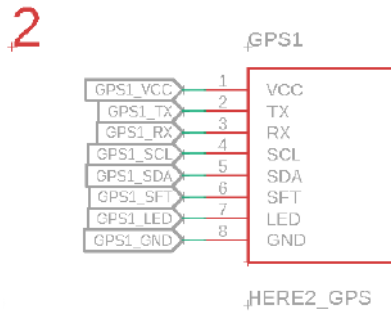 2
GPS1
GPS1_VCC 1 VCC
GPS1_TX 2 TX
GPS1_RX 3 RX
GPS1_SCL 4 SCL
GPS1_SDA 5 SDA
GPS1_SFT 6 SFT
GPS1_LED 7 LED
GPS1_GND 8 GND
HERE2_GPS